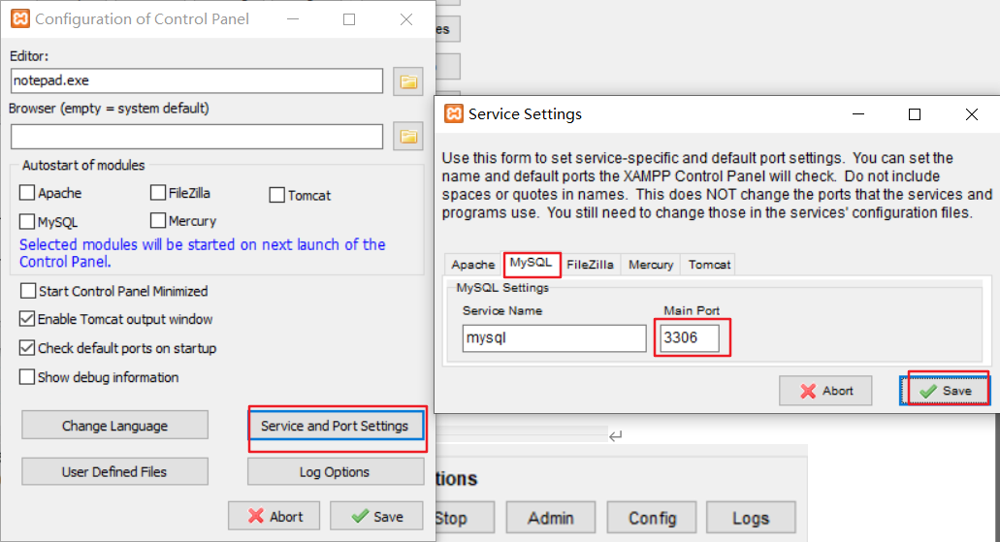 Configuration of Control Panel
Editor:
notepad.exe
Browser (empty = system default)
Autostart of modules
Apache
FileZilla
Tomcat
MySQL
Mercury
Selected modules will be started on next launch of the
Control Panel.
Start Control Panel Minimized
Enable Tomcat output window
Check default ports on startup
Show debug information
Change Language
Service and Port Settings
User Defined Files
Log Options
Abort
Save
es
Service Settings
Use this form to set service-specific and default port settings. You can set the
name and default ports the XAMPP Control Panel will check. Do not include
spaces or quotes in names. This does NOT change the ports that the services and
programs use. You still need to change those in the services' configuration files.
Apache
MySQL
FileZilla
Mercury
Tomcat
MySQL Settings
Service Name
Main Port
mysql
3306
Abort
Save
tions
Stop
Admin
Config
Logs